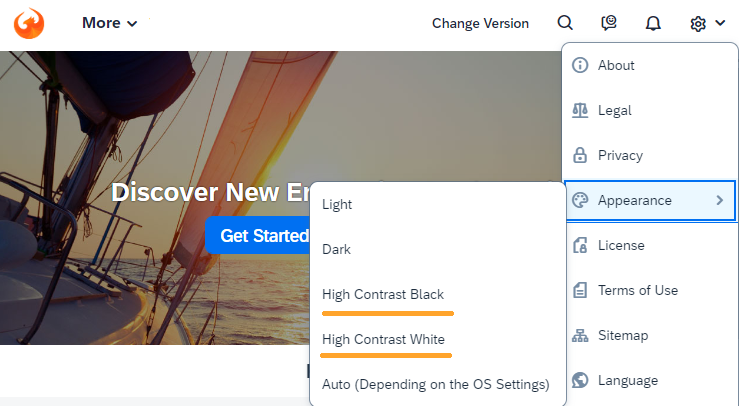 More
Change Version
About
Legal
Privacy
Appearance
License
Terms of Use
Sitemap
Language
Discover New
Get Started
Light
Dark
High Contrast Black
High Contrast White
Auto (Depending on the OS Settings)